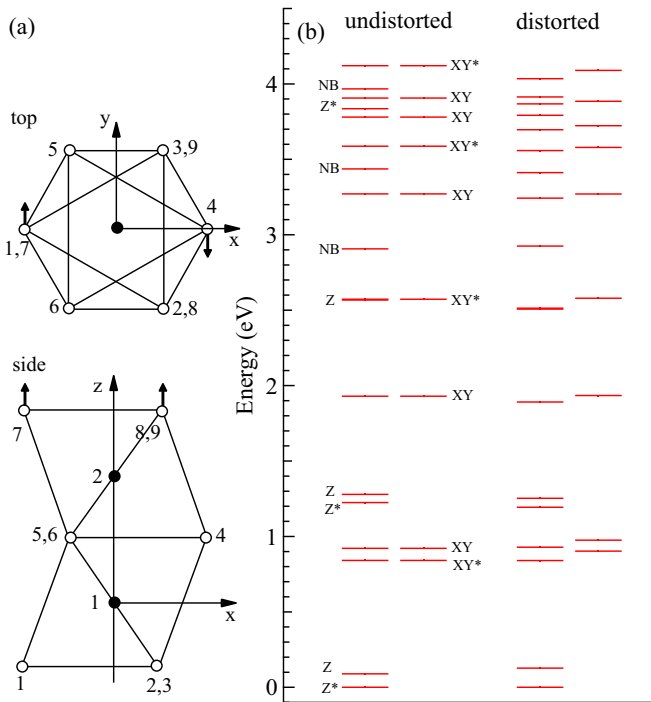 (a)
top
y
5
3,9
4
x
1,7
6
2,8
side
z
7
8,9
2
5,6
4
1
x
1
2,3
(b)
undistorted
distorted
Energy (eV)
4
3
2
1
0
XY*
NB
XY
Z*
XY
XY*
NB
XY
NB
Z
XY*
XY
Z
Z*
XY
XY*
Z
Z*